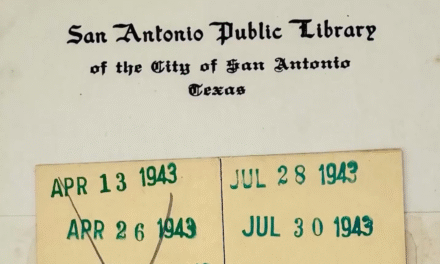 San Antonio Public Library
of the City of San Antonio
Texas
APR 13 1943
APR 26 1943
JUL 28 1943
JUL 30 1943